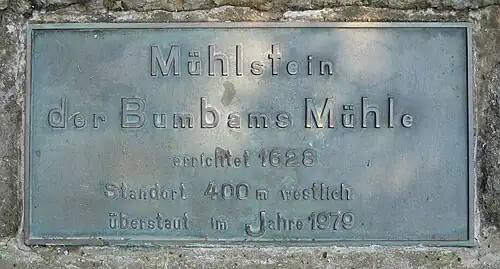 Mühlstein
der Bumbams Mühle
errichtet 1628
Standort 400 m westlich
überstaut im Jahre 1979